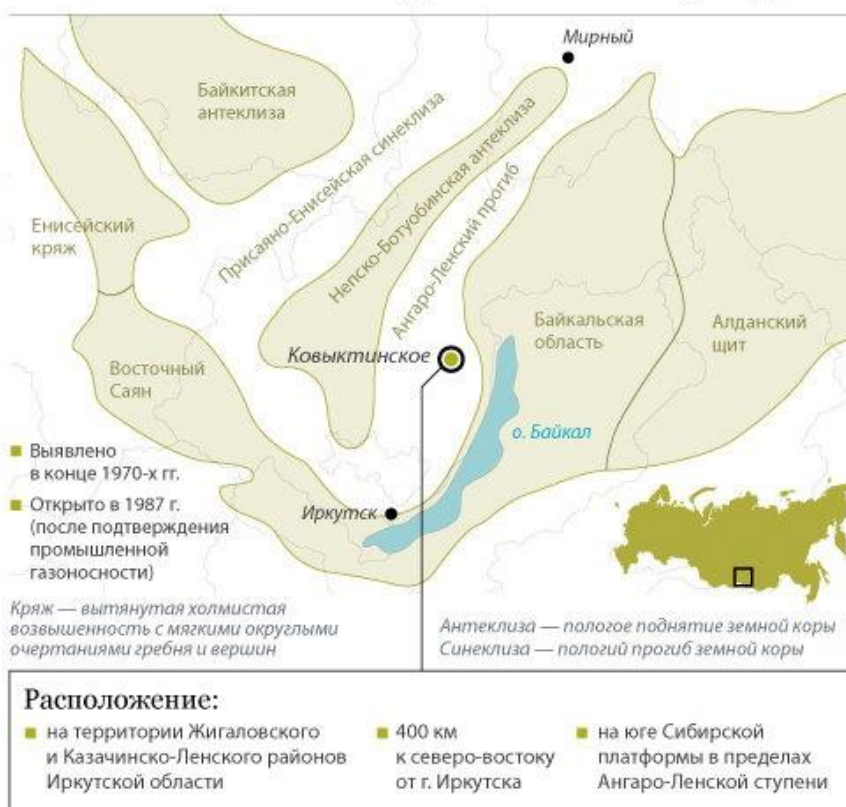 Мирный
Байкитская
антеклиза
Присаяно-Енисейская синеклиза
Непско-Ботуобинская антеклиза
Ангаро-Ленский прогиб
Енисейский
кряж
Байкальская
область
Алданский
щит
Ковыктинское
Восточный
Саян
о. Байкал
Выявлено
в конце 1970-х гг.
Открыто в 1987 г.
(после подтверждения
промышленной
газоносности)
Иркутск
Кряж — вытянутая холмистая
возвышенность с мягкими округлыми
очертаниями гребня и вершин
Антеклиза — пологое поднятие земной коры
Синеклиза — пологий прогиб земной коры
Расположение:
на территории Жигаловского
и Казачинско-Ленского районов
Иркутской области
400 км
к северо-востоку
от г. Иркутска
на юге Сибирской
платформы в пределах
Ангаро-Ленской ступени